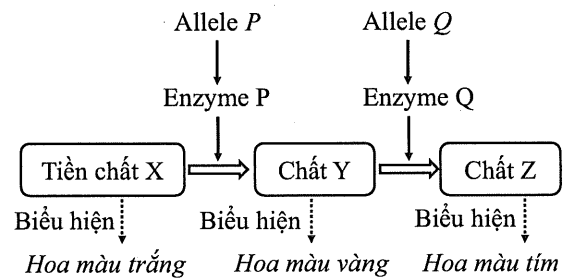 Allele P Allele Q
Enzyme P Enzyme Q
Tiền chất X Chất Y Chất Z
Biểu hiện Biểu hiện Biểu hiện
Hoa màu trắng Hoa màu vàng Hoa màu tím